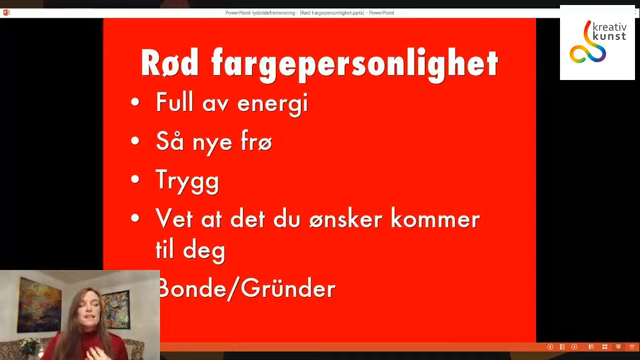 PowerPoint-lysbildefremvisning - [Rød Fargepersonlighet.pptx] - PowerPoint
kreativ
kunst
Rød fargepersonlighet
• Full av energi
• Så nye frø
• Trygg
• Vet at det du ønsker kommer
til deg
Bonde/Gründer